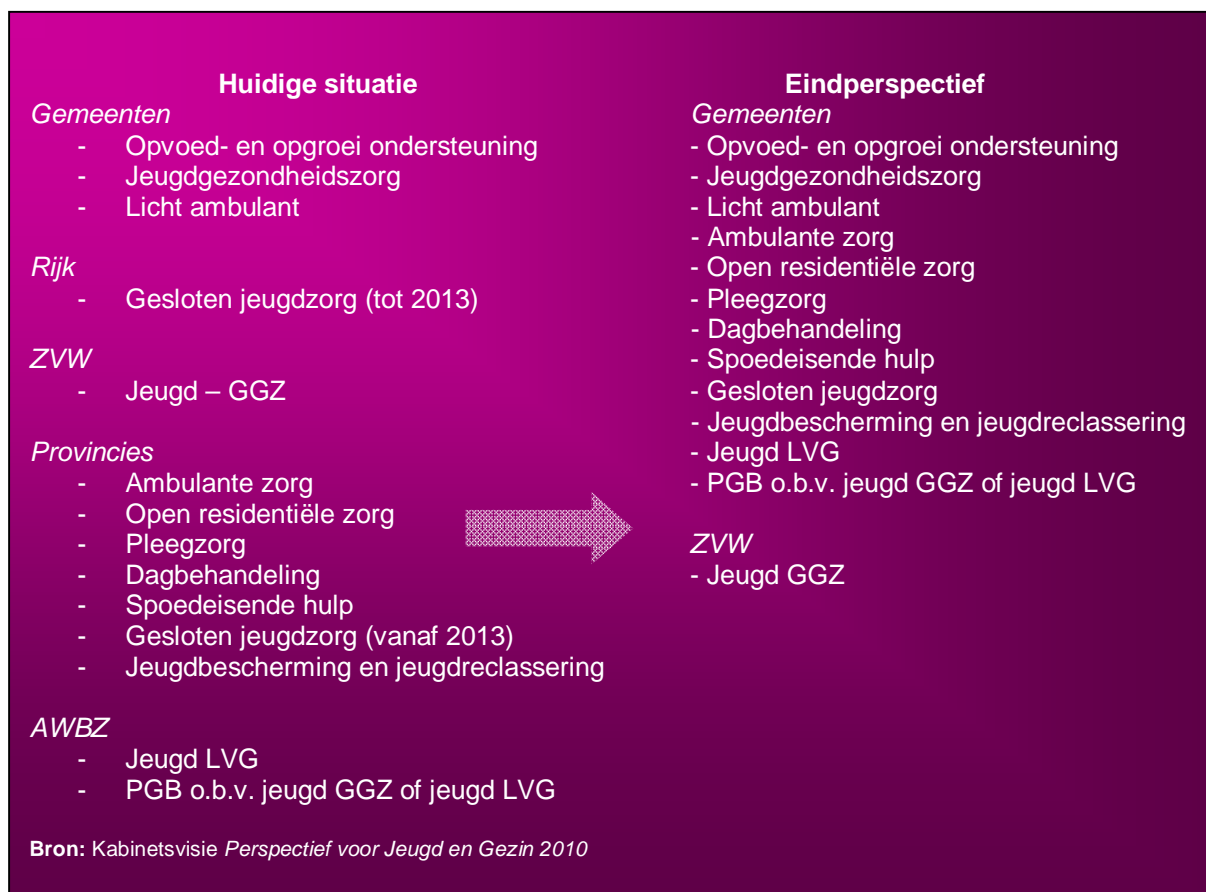 Huidige situatie
Gemeenten
- Opvoed- en opgroei ondersteuning
- Jeugdgezondheidszorg
- Licht ambulant
Rijk
- Gesloten jeugdzorg (tot 2013)
ZVW
- Jeugd – GGZ
Provincies
- Ambulante zorg
- Open residentiële zorg
- Pleegzorg
- Dagbehandeling
- Spoedeisende hulp
- Gesloten jeugdzorg (vanaf 2013)
- Jeugdbescherming en jeugdreclassering
AWBZ
- Jeugd LVG
- PGB o.b.v. jeugd GGZ of jeugd LVG
Eindperspectief
Gemeenten
- Opvoed- en opgroei ondersteuning
- Jeugdgezondheidszorg
- Licht ambulant
- Ambulante zorg
- Open residentiële zorg
- Pleegzorg
- Dagbehandeling
- Spoedeisende hulp
- Gesloten jeugdzorg
- Jeugdbescherming en jeugdreclassering
- Jeugd LVG
- PGB o.b.v. jeugd GGZ of jeugd LVG
ZVW
- Jeugd GGZ
Bron: Kabinetsvisie Perspectief voor Jeugd en Gezin 2010